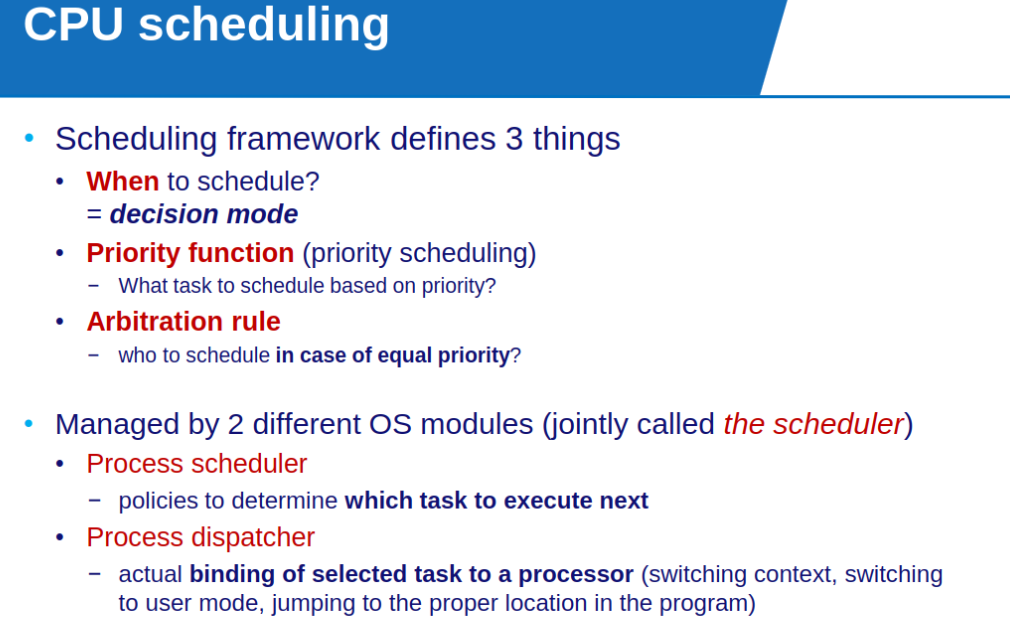 CPU scheduling
• Scheduling framework defines 3 things
• When to schedule?
= decision mode
• Priority function (priority scheduling)
– What task to schedule based on priority?
• Arbitration rule
– who to schedule in case of equal priority?
• Managed by 2 different OS modules (jointly called the scheduler)
• Process scheduler
– policies to determine which task to execute next
• Process dispatcher
– actual binding of selected task to a processor (switching context, switching
to user mode, jumping to the proper location in the program)